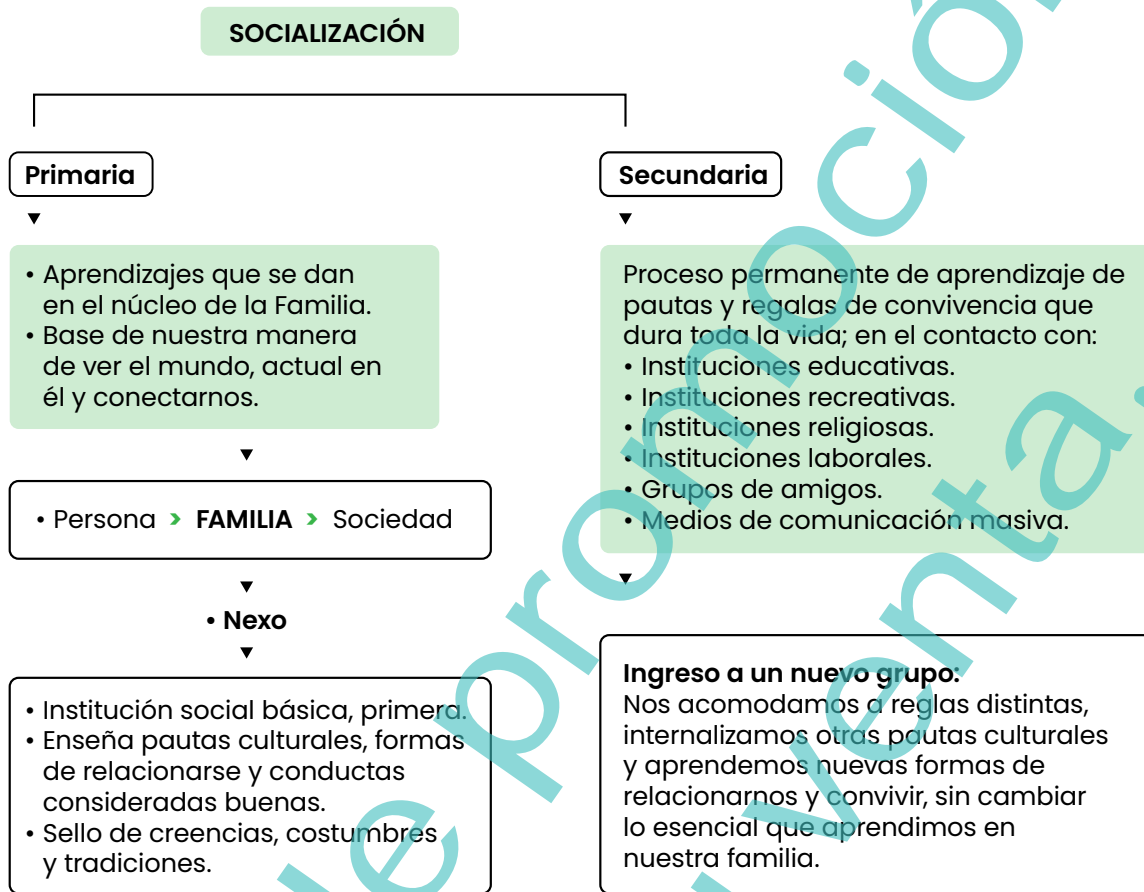 SOCIALIZACIÓN
Primaria
• Aprendizajes que se dan
en el núcleo de la Familia.
• Base de nuestra manera
de ver el mundo, actual en
él y conectarnos.
• Persona > FAMILIA > Sociedad
• Nexo
• Institución social básica, primera.
• Enseña pautas culturales, formas
de relacionarse y conductas
consideradas buenas.
• Sello de creencias, costumbres
y tradiciones.
Secundaria
Proceso permanente de aprendizaje de
pautas y regalas de convivencia que
dura toda la vida; en el contacto con:
• Instituciones educativas.
• Instituciones recreativas.
• Instituciones religiosas.
• Instituciones laborales.
• Grupos de amigos.
• Medios de comunicación masiva.
Ingreso a un nuevo grupo:
Nos acomodamos a reglas distintas,
internalizamos otras pautas culturales
y aprendemos nuevas formas de
relacionarnos y convivir, sin cambiar
lo esencial que aprendimos en
nuestra familia.
de promoción
venta.